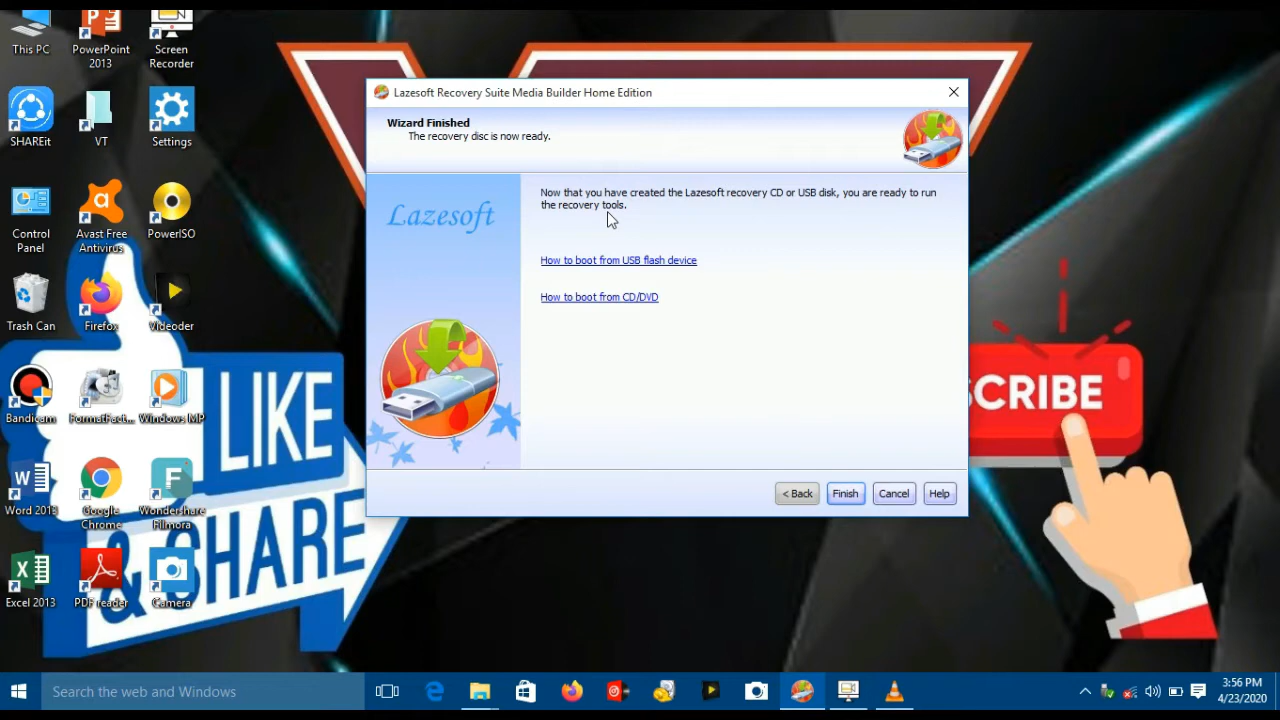 This PC
PowerPoint
2013
Screen
Recorder
SHAREit
VT
Settings
Control
Panel
Avast Free
Antivirus
PowerISO
Trash Can
Firefox
Videoder
Bandicam
FormatFact...
Windows MP
Word 2013
Google
Chrome
Wondershare
Filmora
Excel 2013
PDF reader
Camera
LIKE
& SHARE
SCRIBE
Lazesoft Recovery Suite Media Builder Home Edition
Wizard Finished
The recovery disc is now ready.
Lazesoft
Now that you have created the Lazesoft recovery CD or USB disk, you are ready to run
the recovery tools.
How to boot from USB flash device
How to boot from CD/DVD
< Back
Finish
Cancel
Help
Search the web and Windows
3:56 PM
4/23/2020